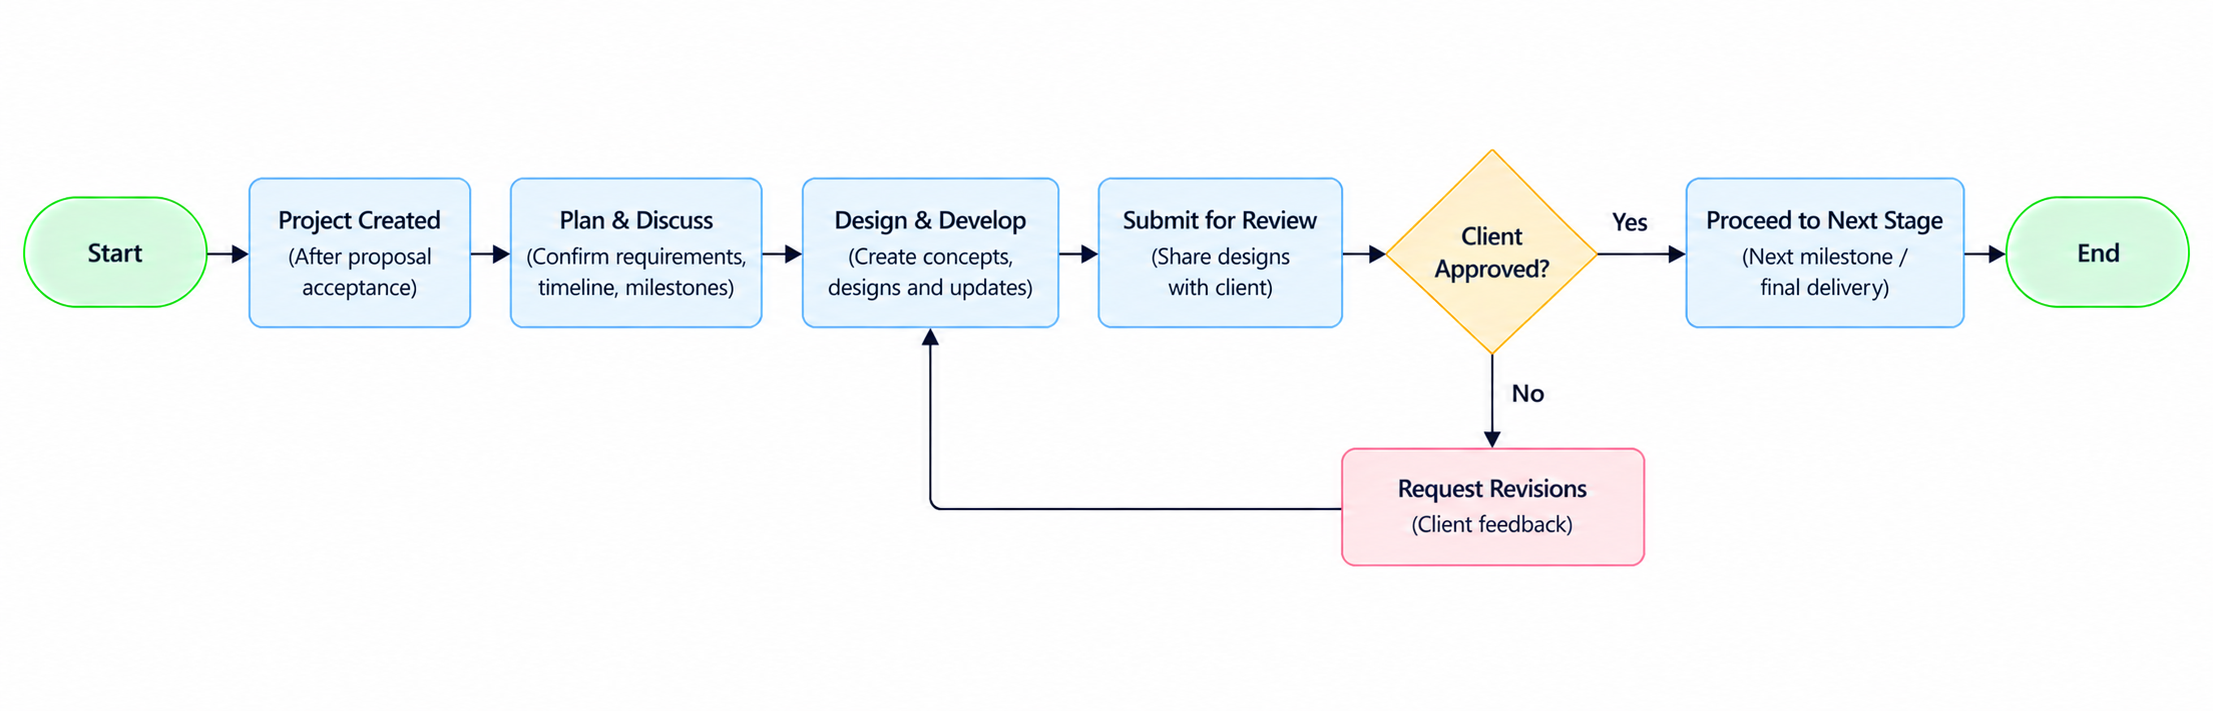 Start
Project Created
(After proposal
acceptance)
Plan & Discuss
(Confirm requirements,
timeline, milestones)
Design & Develop
(Create concepts,
designs and updates)
Submit for Review
(Share designs
with client)
Client
Approved?
Yes
Proceed to Next Stage
(Next milestone /
final delivery)
End
No
Request Revisions
(Client feedback)